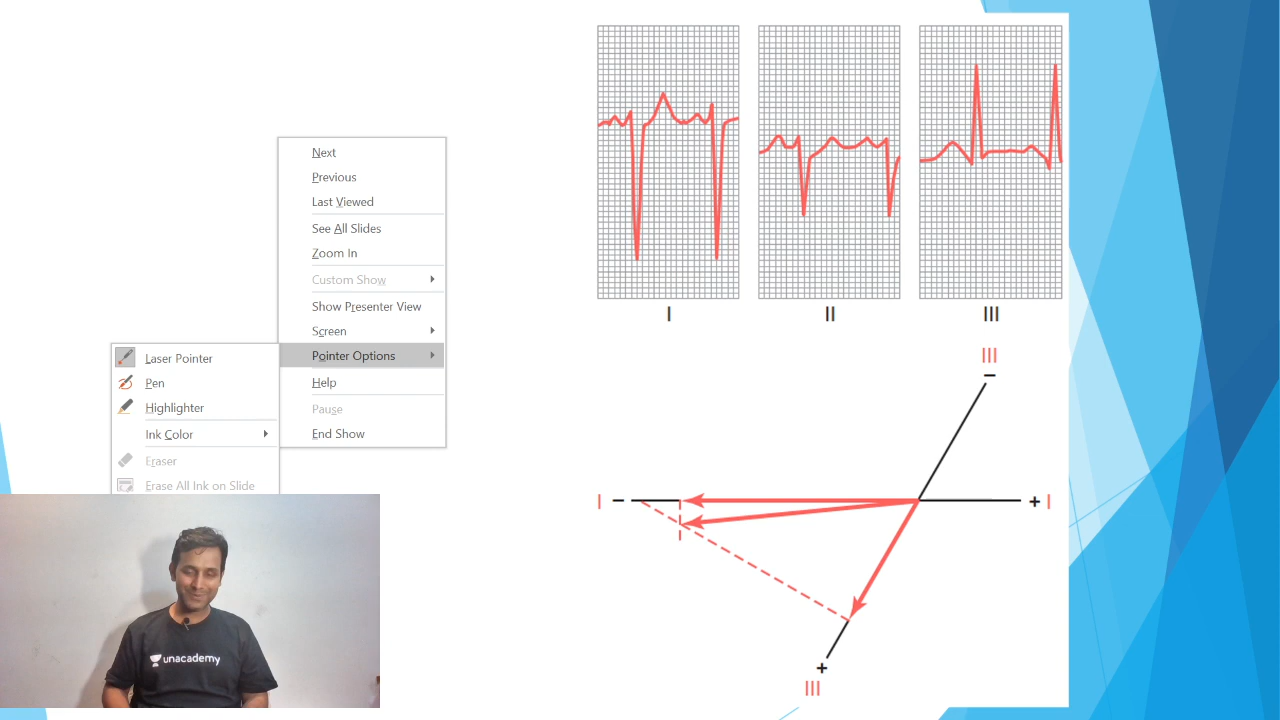 Next
Previous
Last Viewed
See All Slides
Zoom In
Custom Show
Show Presenter View
Screen
Pointer Options
Help
Pause
End Show
Laser Pointer
Pen
Highlighter
Ink Color
Eraser
Erase All Ink on Slide
unacademy
I
II
III
III
−
I −
+ I
+
III